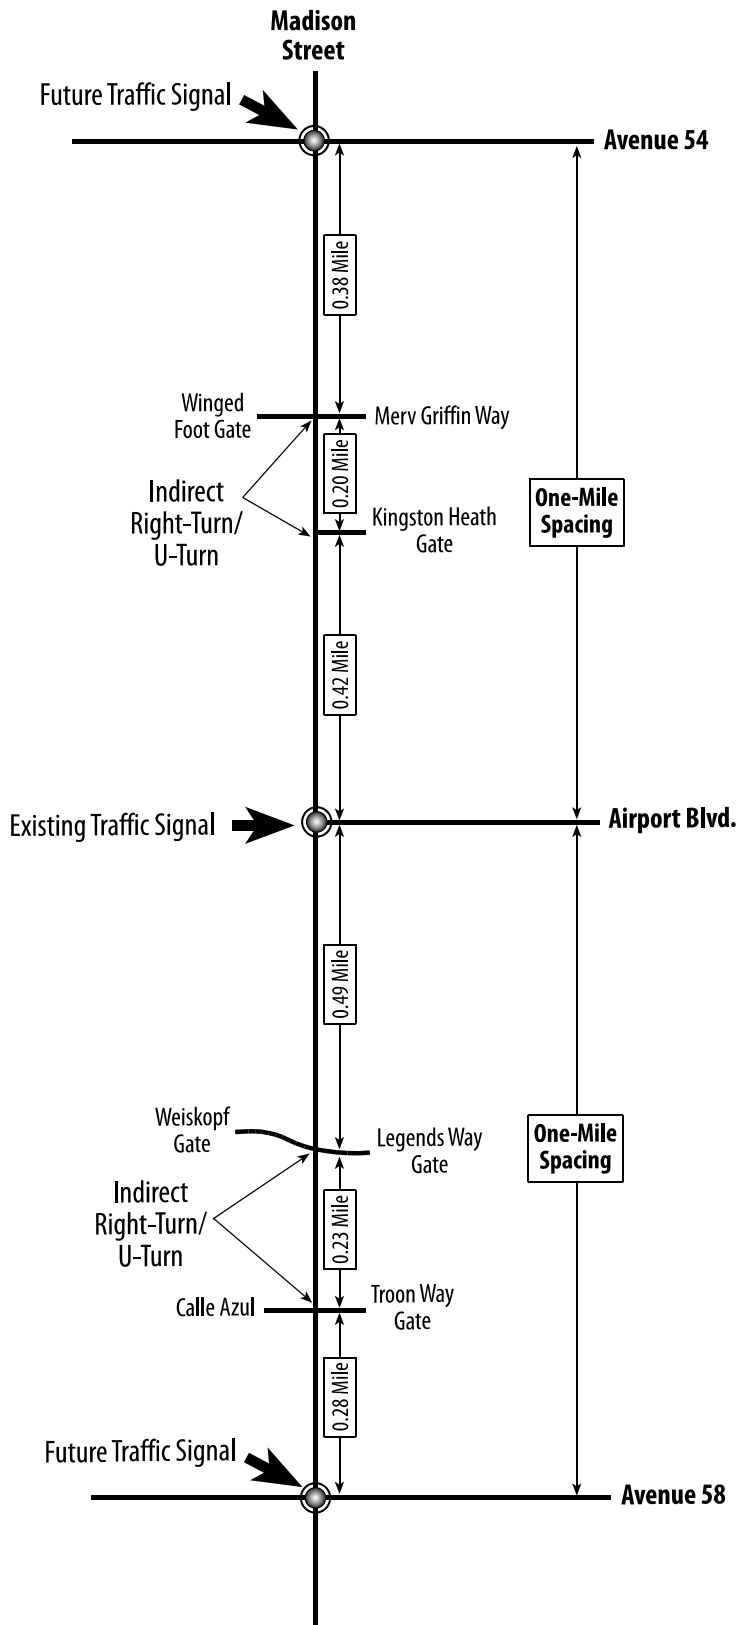 Madison
Street
Future Traffic Signal
Avenue 54
0.38 Mile
Winged
Foot Gate
Merv Griffin Way
0.20 Mile
Indirect
Right-Turn/
U-Turn
One-Mile
Spacing
Kingston Heath
Gate
0.42 Mile
Existing Traffic Signal
Airport Blvd.
0.49 Mile
Weiskopf
Gate
Legends Way
Gate
One-Mile
Spacing
Indirect
Right-Turn/
U-Turn
0.23 Mile
Calle Azul
Troon Way
Gate
0.28 Mile
Future Traffic Signal
Avenue 58